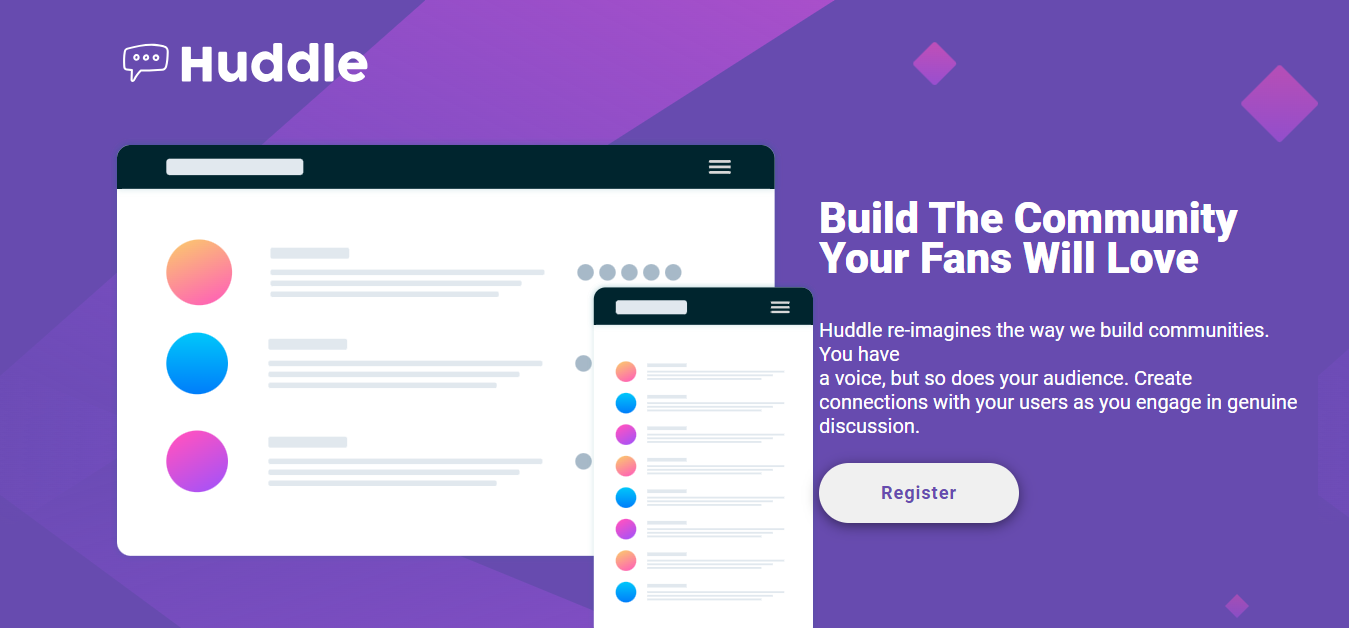 Huddle
Build The Community
Your Fans Will Love
Huddle re-imagines the way we build communities.
You have
a voice, but so does your audience. Create
connections with your users as you engage in genuine
discussion.
Register